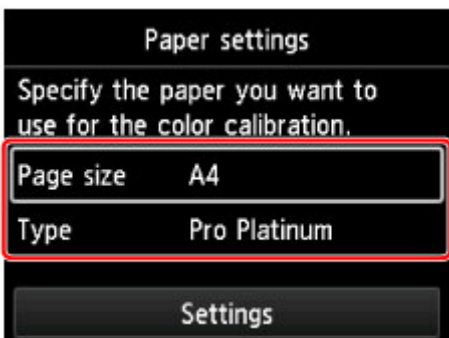 Paper settings
Specify the paper you want to
use for the color calibration.
Page size A4
Type Pro Platinum
Settings